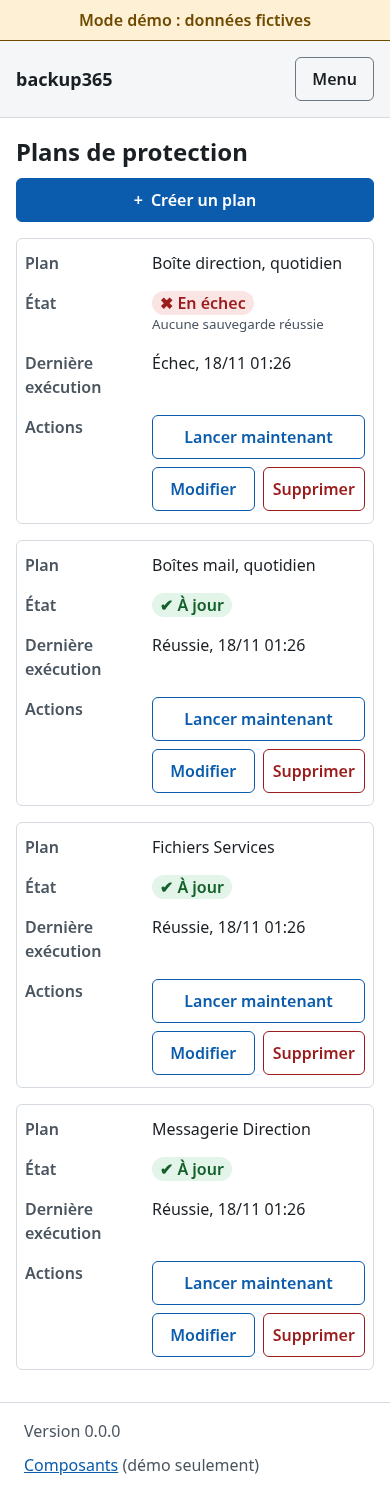 Mode démo : données fictives
backup365
Menu
Plans de protection
+ Créer un plan
Plan
Boîte direction, quotidien
État
✖ En échec
Aucune sauvegarde réussie
Dernière
exécution
Échec, 18/11 01:26
Actions
Lancer maintenant
Modifier
Supprimer
Plan
Boîtes mail, quotidien
État
✔ À jour
Dernière
exécution
Réussie, 18/11 01:26
Actions
Lancer maintenant
Modifier
Supprimer
Plan
Fichiers Services
État
✔ À jour
Dernière
exécution
Réussie, 18/11 01:26
Actions
Lancer maintenant
Modifier
Supprimer
Plan
Messagerie Direction
État
✔ À jour
Dernière
exécution
Réussie, 18/11 01:26
Actions
Lancer maintenant
Modifier
Supprimer
Version 0.0.0
Composants (démo seulement)